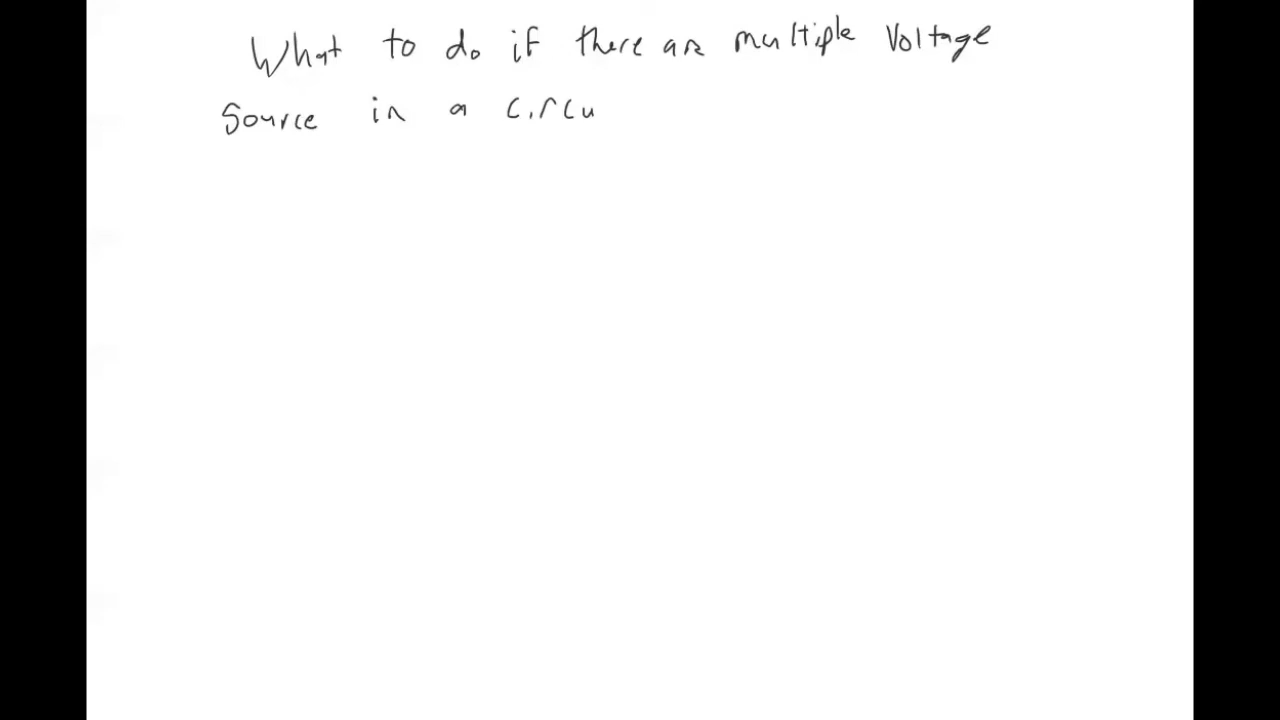 What to do if there are multiple Voltage
Source in a circu